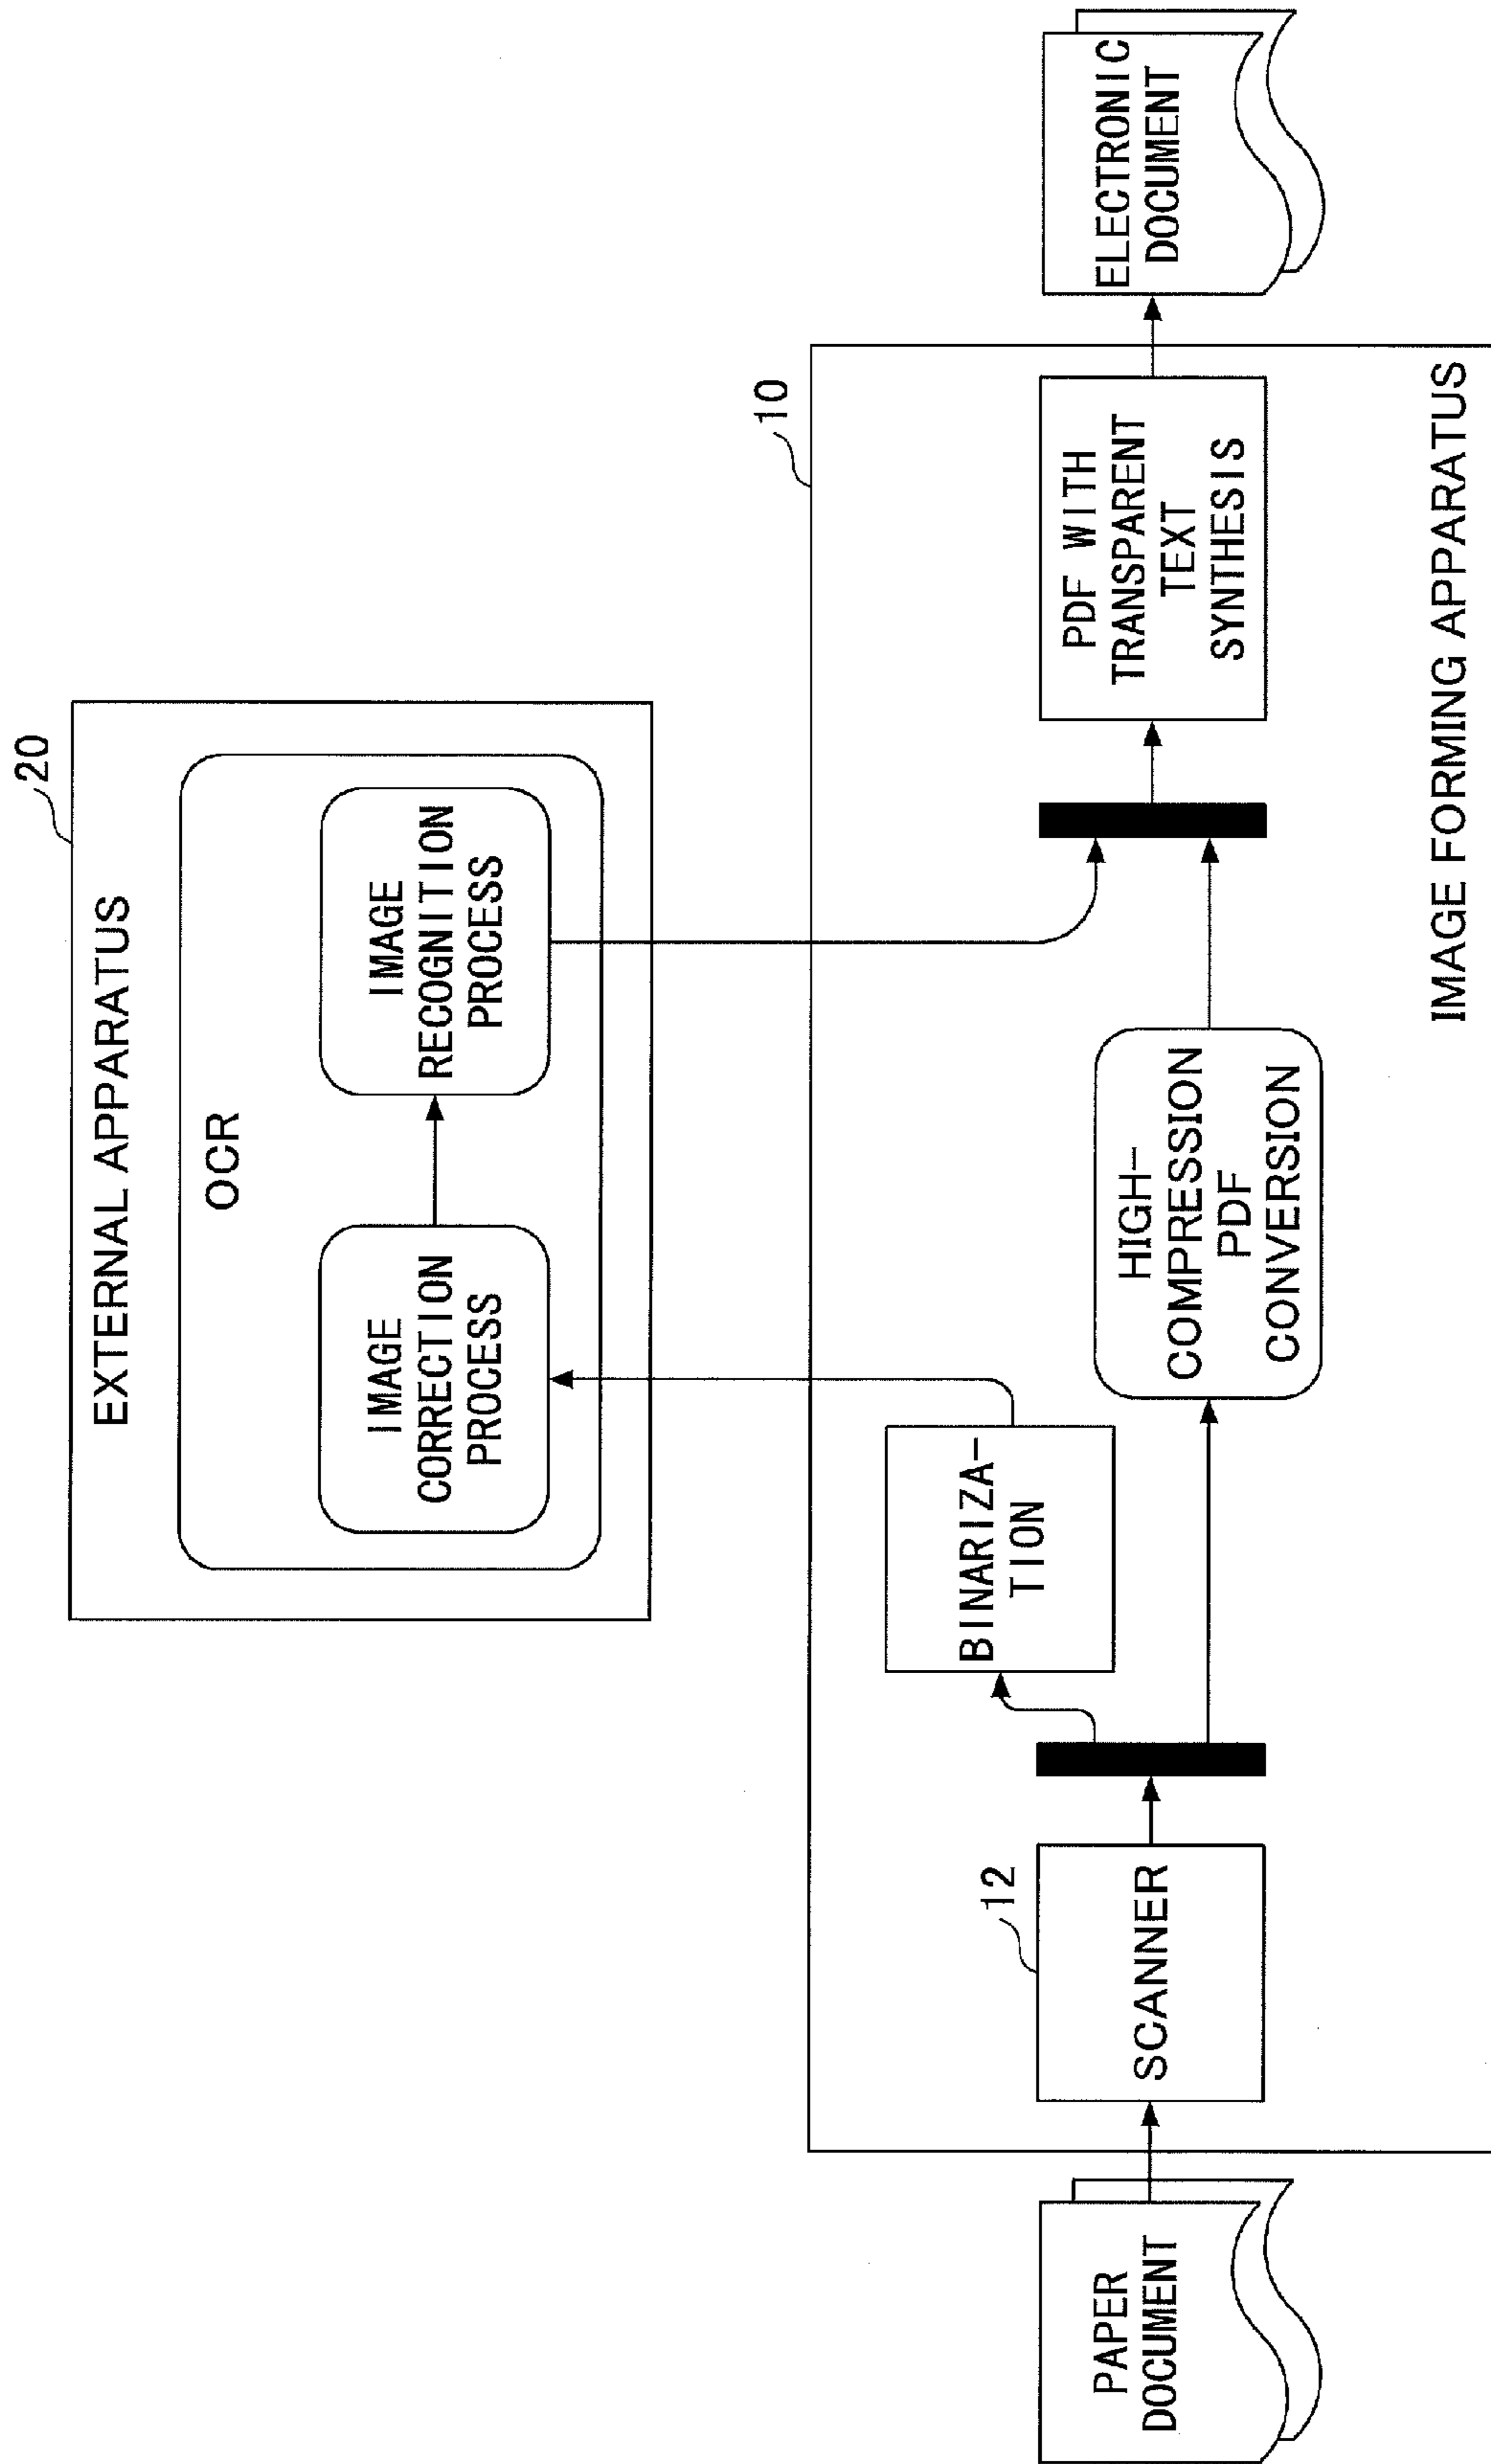 20
EXTERNAL APPARATUS
OCR
IMAGE
CORRECTION
PROCESS
IMAGE
RECOGNITION
PROCESS
10
PAPER
DOCUMENT
12
SCANNER
BINARIZA-
TION
HIGH-
COMPRESSION
PDF
CONVERSION
PDF WITH
TRANSPARENT
TEXT
SYNTHESIS
ELECTRONIC
DOCUMENT
IMAGE FORMING APPARATUS